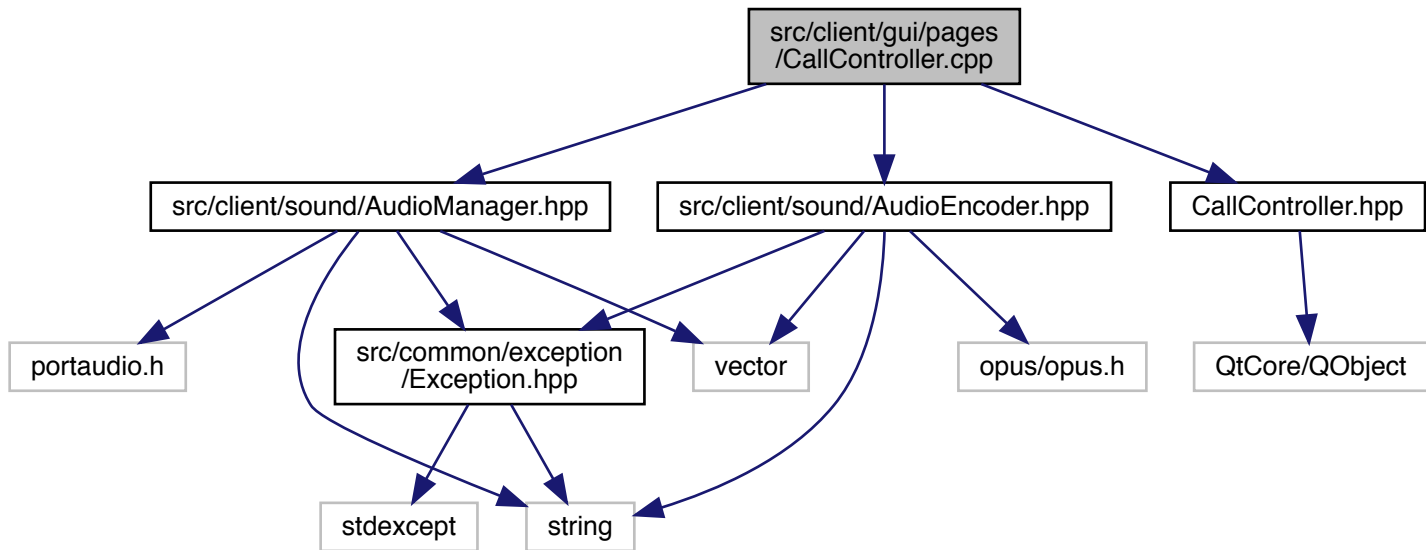 src/client/gui/pages
/CallController.cpp
src/client/sound/AudioManager.hpp
src/client/sound/AudioEncoder.hpp
CallController.hpp
portaudio.h
src/common/exception
/Exception.hpp
vector
opus/opus.h
QtCore/QObject
stdexcept
string